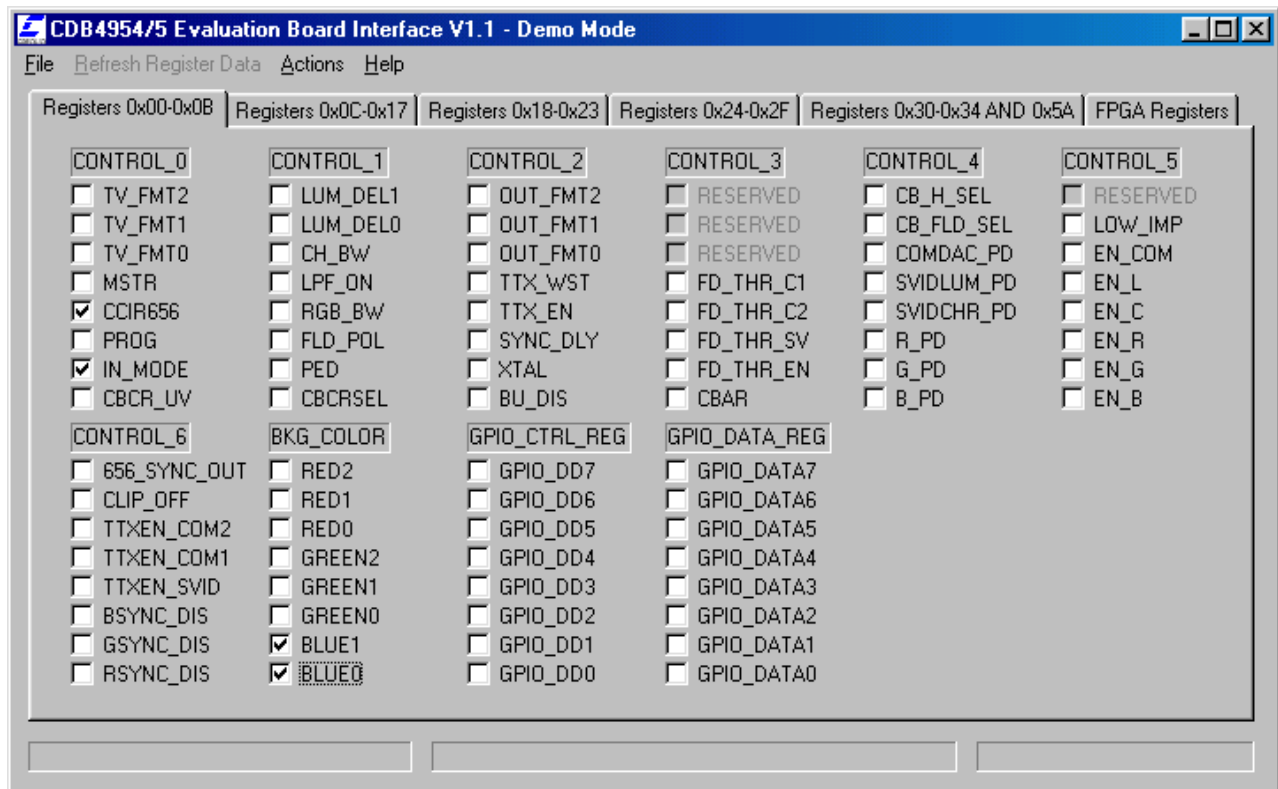 CDB4954/5 Evaluation Board Interface V1.1 - Demo Mode
File Refresh Register Data Actions Help
Registers 0x00-0x0B Registers 0x0C-0x17 Registers 0x18-0x23 Registers 0x24-0x2F Registers 0x30-0x34 AND 0x5A FPGA Registers
CONTROL_0 CONTROL_1 CONTROL_2 CONTROL_3 CONTROL_4 CONTROL_5
TV_FMT2 LUM_DEL1 OUT_FMT2 RESERVED CB_H_SEL RESERVED
TV_FMT1 LUM_DEL0 OUT_FMT1 RESERVED CB_FLD_SEL LOW_IMP
TV_FMT0 CH_BW OUT_FMT0 RESERVED COMDAC_PD EN_COM
MSTR LPF_ON TTX_WST FD_THR_C1 SVIDLUM_PD EN_L
CCIR656 RGB_BW TTX_EN FD_THR_C2 SVIDCHR_PD EN_C
PROG FLD_POL SYNC_DLY FD_THR_SV R_PD EN_R
IN_MODE PED XTAL FD_THR_EN G_PD EN_G
CBCR_UV CBCRSEL BU_DIS CBAR B_PD EN_B
CONTROL_6 BKG_COLOR GPIO_CTRL_REG GPIO_DATA_REG
656_SYNC_OUT RED2 GPIO_DD7 GPIO_DATA7
CLIP_OFF RED1 GPIO_DD6 GPIO_DATA6
TTXEN_COM2 RED0 GPIO_DD5 GPIO_DATA5
TTXEN_COM1 GREEN2 GPIO_DD4 GPIO_DATA4
TTXEN_SVID GREEN1 GPIO_DD3 GPIO_DATA3
BSYNC_DIS GREEN0 GPIO_DD2 GPIO_DATA2
GSYNC_DIS BLUE1 GPIO_DD1 GPIO_DATA1
RSYNC_DIS BLUE0 GPIO_DD0 GPIO_DATA0